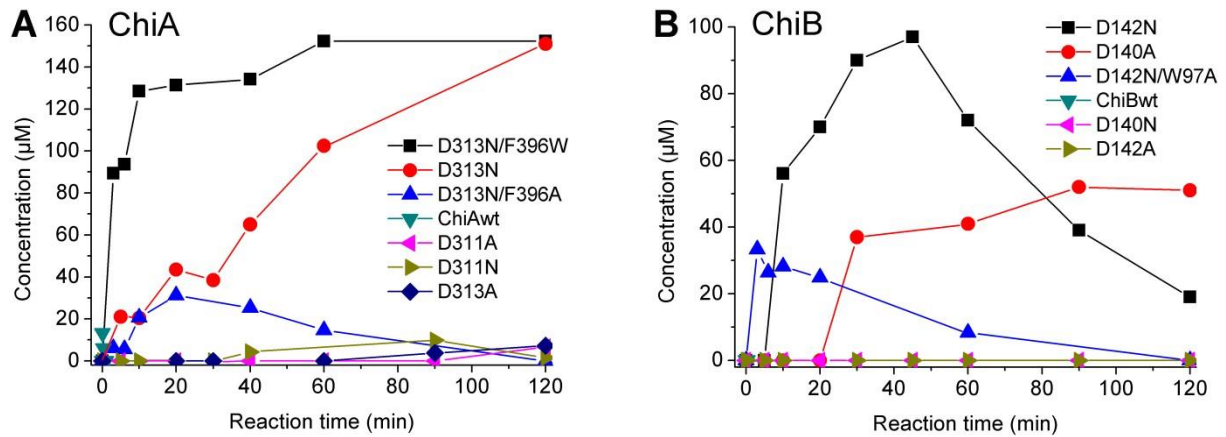 A ChiA
160
140
120
100
80
60
40
20
0
Concentration (µM)
D313N/F396W
D313N
D313N/F396A
ChiAwt
D311A
D311N
D313A
0 20 40 60 80 100 120
Reaction time (min)
B ChiB
100
80
60
40
20
0
Concentration (µM)
D142N
D140A
D142N/W97A
ChiBwt
D140N
D142A
0 20 40 60 80 100 120
Reaction time (min)